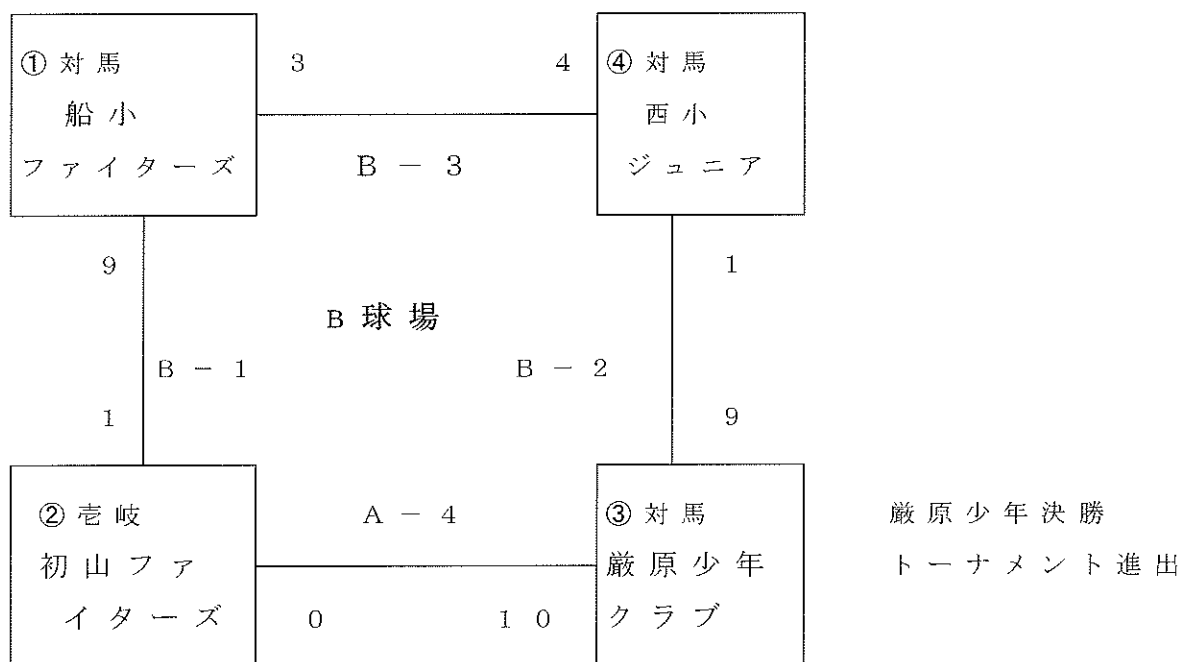 ①対馬
船小
ファイターズ
3
4
B－3
④対馬
西小
ジュニア
9
B－1
1
B球場
B－2
1
9
②壱岐
初山ファ
イターズ
A－4
0
10
③対馬
厳原少年
クラブ
厳原少年決勝
トーナメント進出